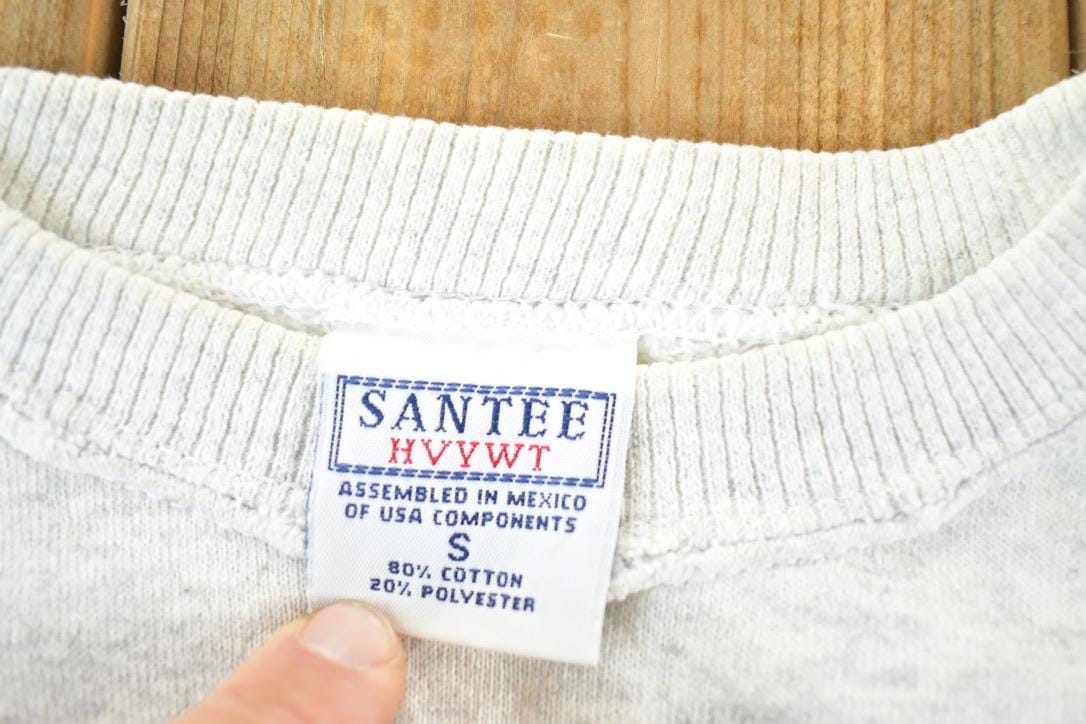 SANTEE
HVYWT
ASSEMBLED IN MEXICO
OF USA COMPONENTS
S
80% COTTON
20% POLYESTER